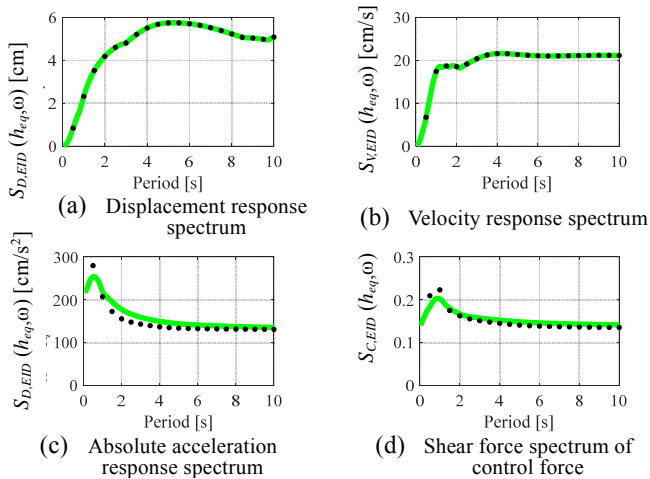 S_{D,EID} (h_{eq},ω) [cm]
6
4
2
0
0 2 4 6 8 10
Period [s]
(a) Displacement response
spectrum
S_{V,EID} (h_{eq},ω) [cm/s]
30
20
10
0
0 2 4 6 8 10
Period [s]
(b) Velocity response spectrum
S_{D,EID} (h_{eq},ω) [cm/s²]
300
200
100
0
0 2 4 6 8 10
Period [s]
(c) Absolute acceleration
response spectrum
S_{C,EID} (h_{eq},ω)
0.3
0.2
0.1
0
0 2 4 6 8 10
Period [s]
(d) Shear force spectrum of
control force